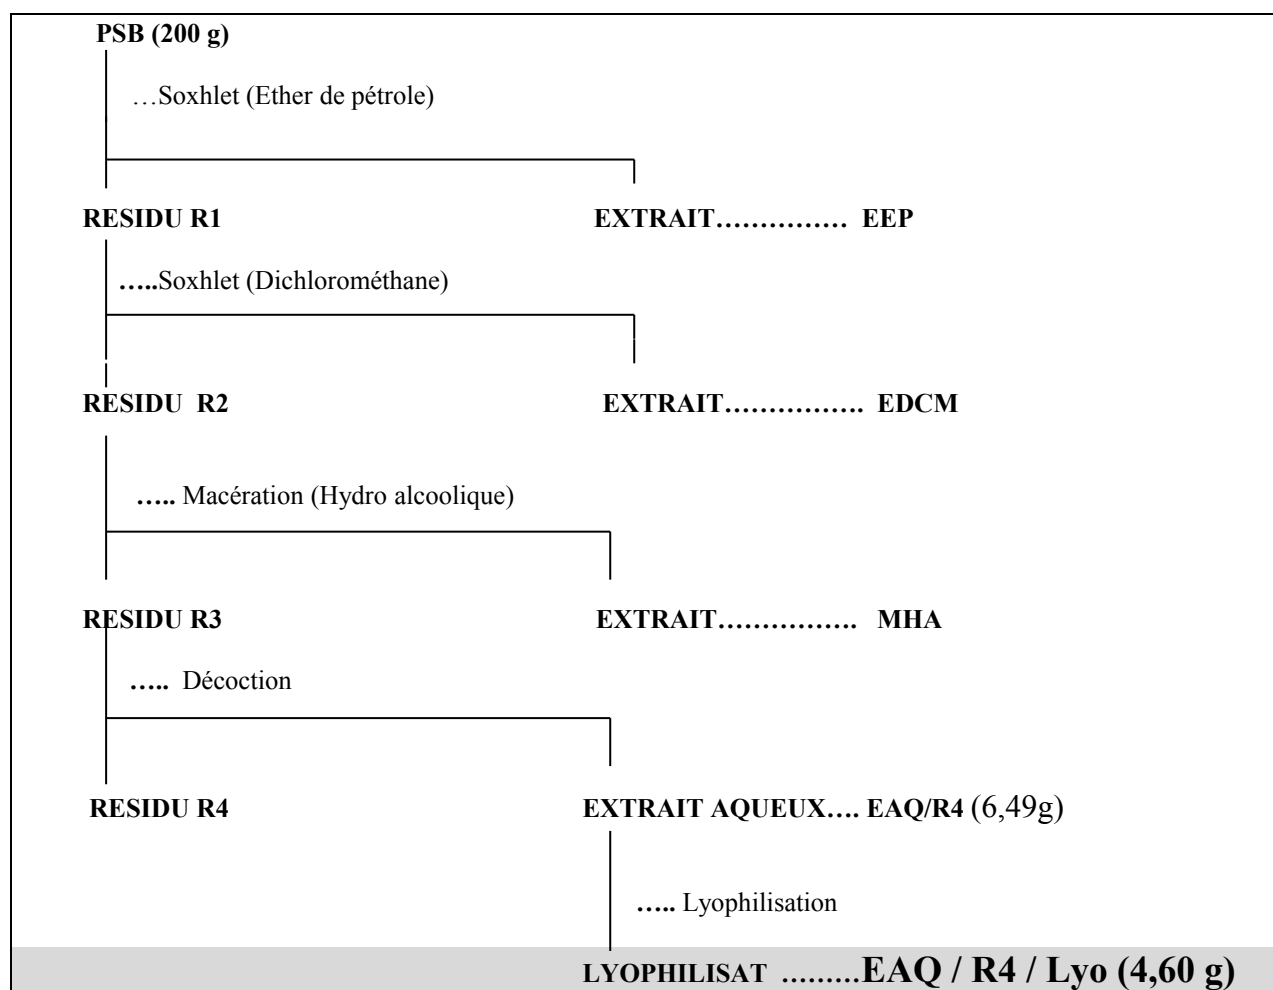 PSB (200 g)
…Soxhlet (Ether de pétrole)
RESIDU R1 EXTRAIT…………… EEP
…..Soxhlet (Dichlorométhane)
RESIDU R2 EXTRAIT……………. EDCM
….. Macération (Hydro alcoolique)
RESIDU R3 EXTRAIT……………. MHA
….. Décoction
RESIDU R4 EXTRAIT AQUEUX…. EAQ/R4 (6,49g)
….. Lyophilisation
LYOPHILISAT ………EAQ / R4 / Lyo (4,60 g)